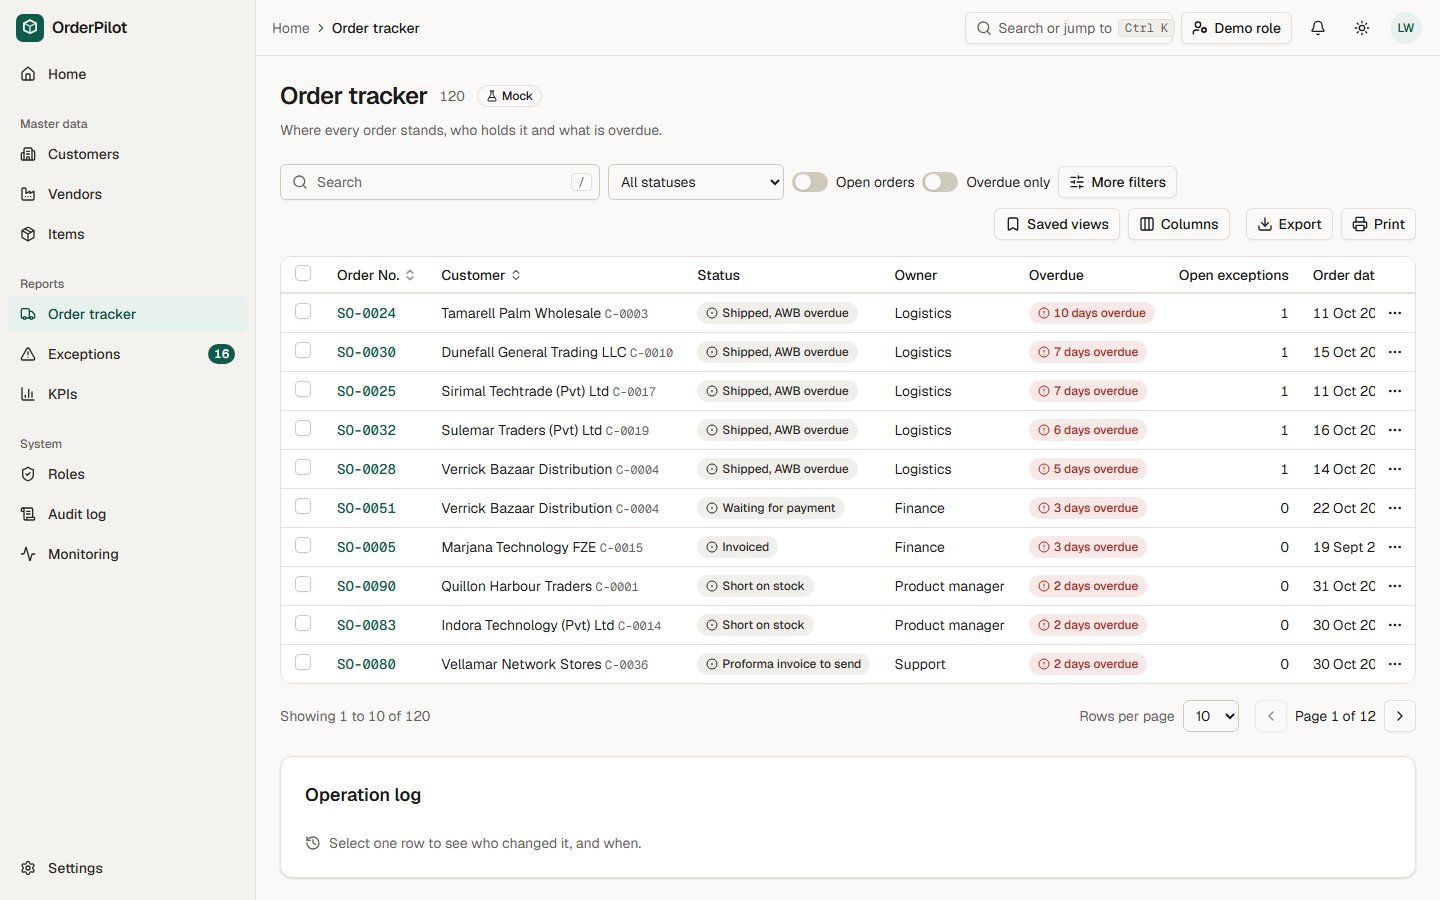 OrderPilot
Home
Master data
Customers
Vendors
Items
Reports
Order tracker
Exceptions 16
KPIs
System
Roles
Audit log
Monitoring
Settings
Home > Order tracker
Search or jump to Ctrl K
Demo role
LW
Order tracker 120 Mock
Where every order stands, who holds it and what is overdue.
Search /
All statuses
Open orders
Overdue only
More filters
Saved views
Columns
Export
Print
Order No. Customer Status Owner Overdue Open exceptions Order dat
SO-0024 Tamarell Palm Wholesale C-0003 Shipped, AWB overdue Logistics 10 days overdue 1 11 Oct 20
SO-0030 Dunefall General Trading LLC C-0010 Shipped, AWB overdue Logistics 7 days overdue 1 15 Oct 20
SO-0025 Sirimal Techtrade (Pvt) Ltd C-0017 Shipped, AWB overdue Logistics 7 days overdue 1 11 Oct 20
SO-0032 Sulemar Traders (Pvt) Ltd C-0019 Shipped, AWB overdue Logistics 6 days overdue 1 16 Oct 20
SO-0028 Verrick Bazaar Distribution C-0004 Shipped, AWB overdue Logistics 5 days overdue 1 14 Oct 20
SO-0051 Verrick Bazaar Distribution C-0004 Waiting for payment Finance 3 days overdue 0 22 Oct 20
SO-0005 Marjana Technology FZE C-0015 Invoiced Finance 3 days overdue 0 19 Sept 2
SO-0090 Quillon Harbour Traders C-0001 Short on stock Product manager 2 days overdue 0 31 Oct 20
SO-0083 Indora Technology (Pvt) Ltd C-0014 Short on stock Product manager 2 days overdue 0 30 Oct 20
SO-0080 Vellamar Network Stores C-0036 Proforma invoice to send Support 2 days overdue 0 30 Oct 20
Showing 1 to 10 of 120
Rows per page 10
Page 1 of 12
Operation log
Select one row to see who changed it, and when.